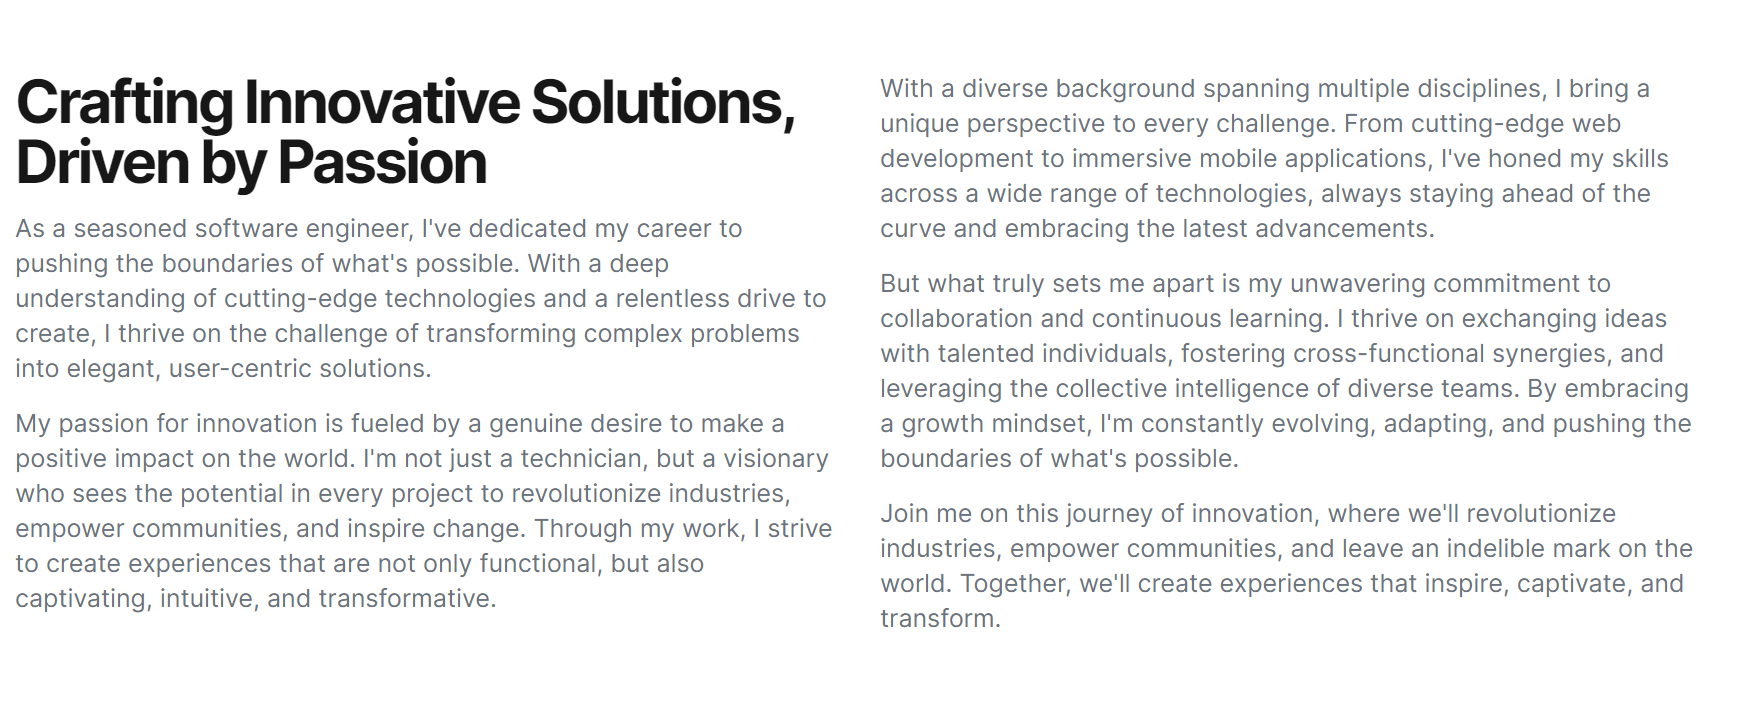 Crafting Innovative Solutions,
Driven by Passion
As a seasoned software engineer, I've dedicated my career to
pushing the boundaries of what's possible. With a deep
understanding of cutting-edge technologies and a relentless drive to
create, I thrive on the challenge of transforming complex problems
into elegant, user-centric solutions.
My passion for innovation is fueled by a genuine desire to make a
positive impact on the world. I'm not just a technician, but a visionary
who sees the potential in every project to revolutionize industries,
empower communities, and inspire change. Through my work, I strive
to create experiences that are not only functional, but also
captivating, intuitive, and transformative.
With a diverse background spanning multiple disciplines, I bring a
unique perspective to every challenge. From cutting-edge web
development to immersive mobile applications, I've honed my skills
across a wide range of technologies, always staying ahead of the
curve and embracing the latest advancements.
But what truly sets me apart is my unwavering commitment to
collaboration and continuous learning. I thrive on exchanging ideas
with talented individuals, fostering cross-functional synergies, and
leveraging the collective intelligence of diverse teams. By embracing
a growth mindset, I'm constantly evolving, adapting, and pushing the
boundaries of what's possible.
Join me on this journey of innovation, where we'll revolutionize
industries, empower communities, and leave an indelible mark on the
world. Together, we'll create experiences that inspire, captivate, and
transform.